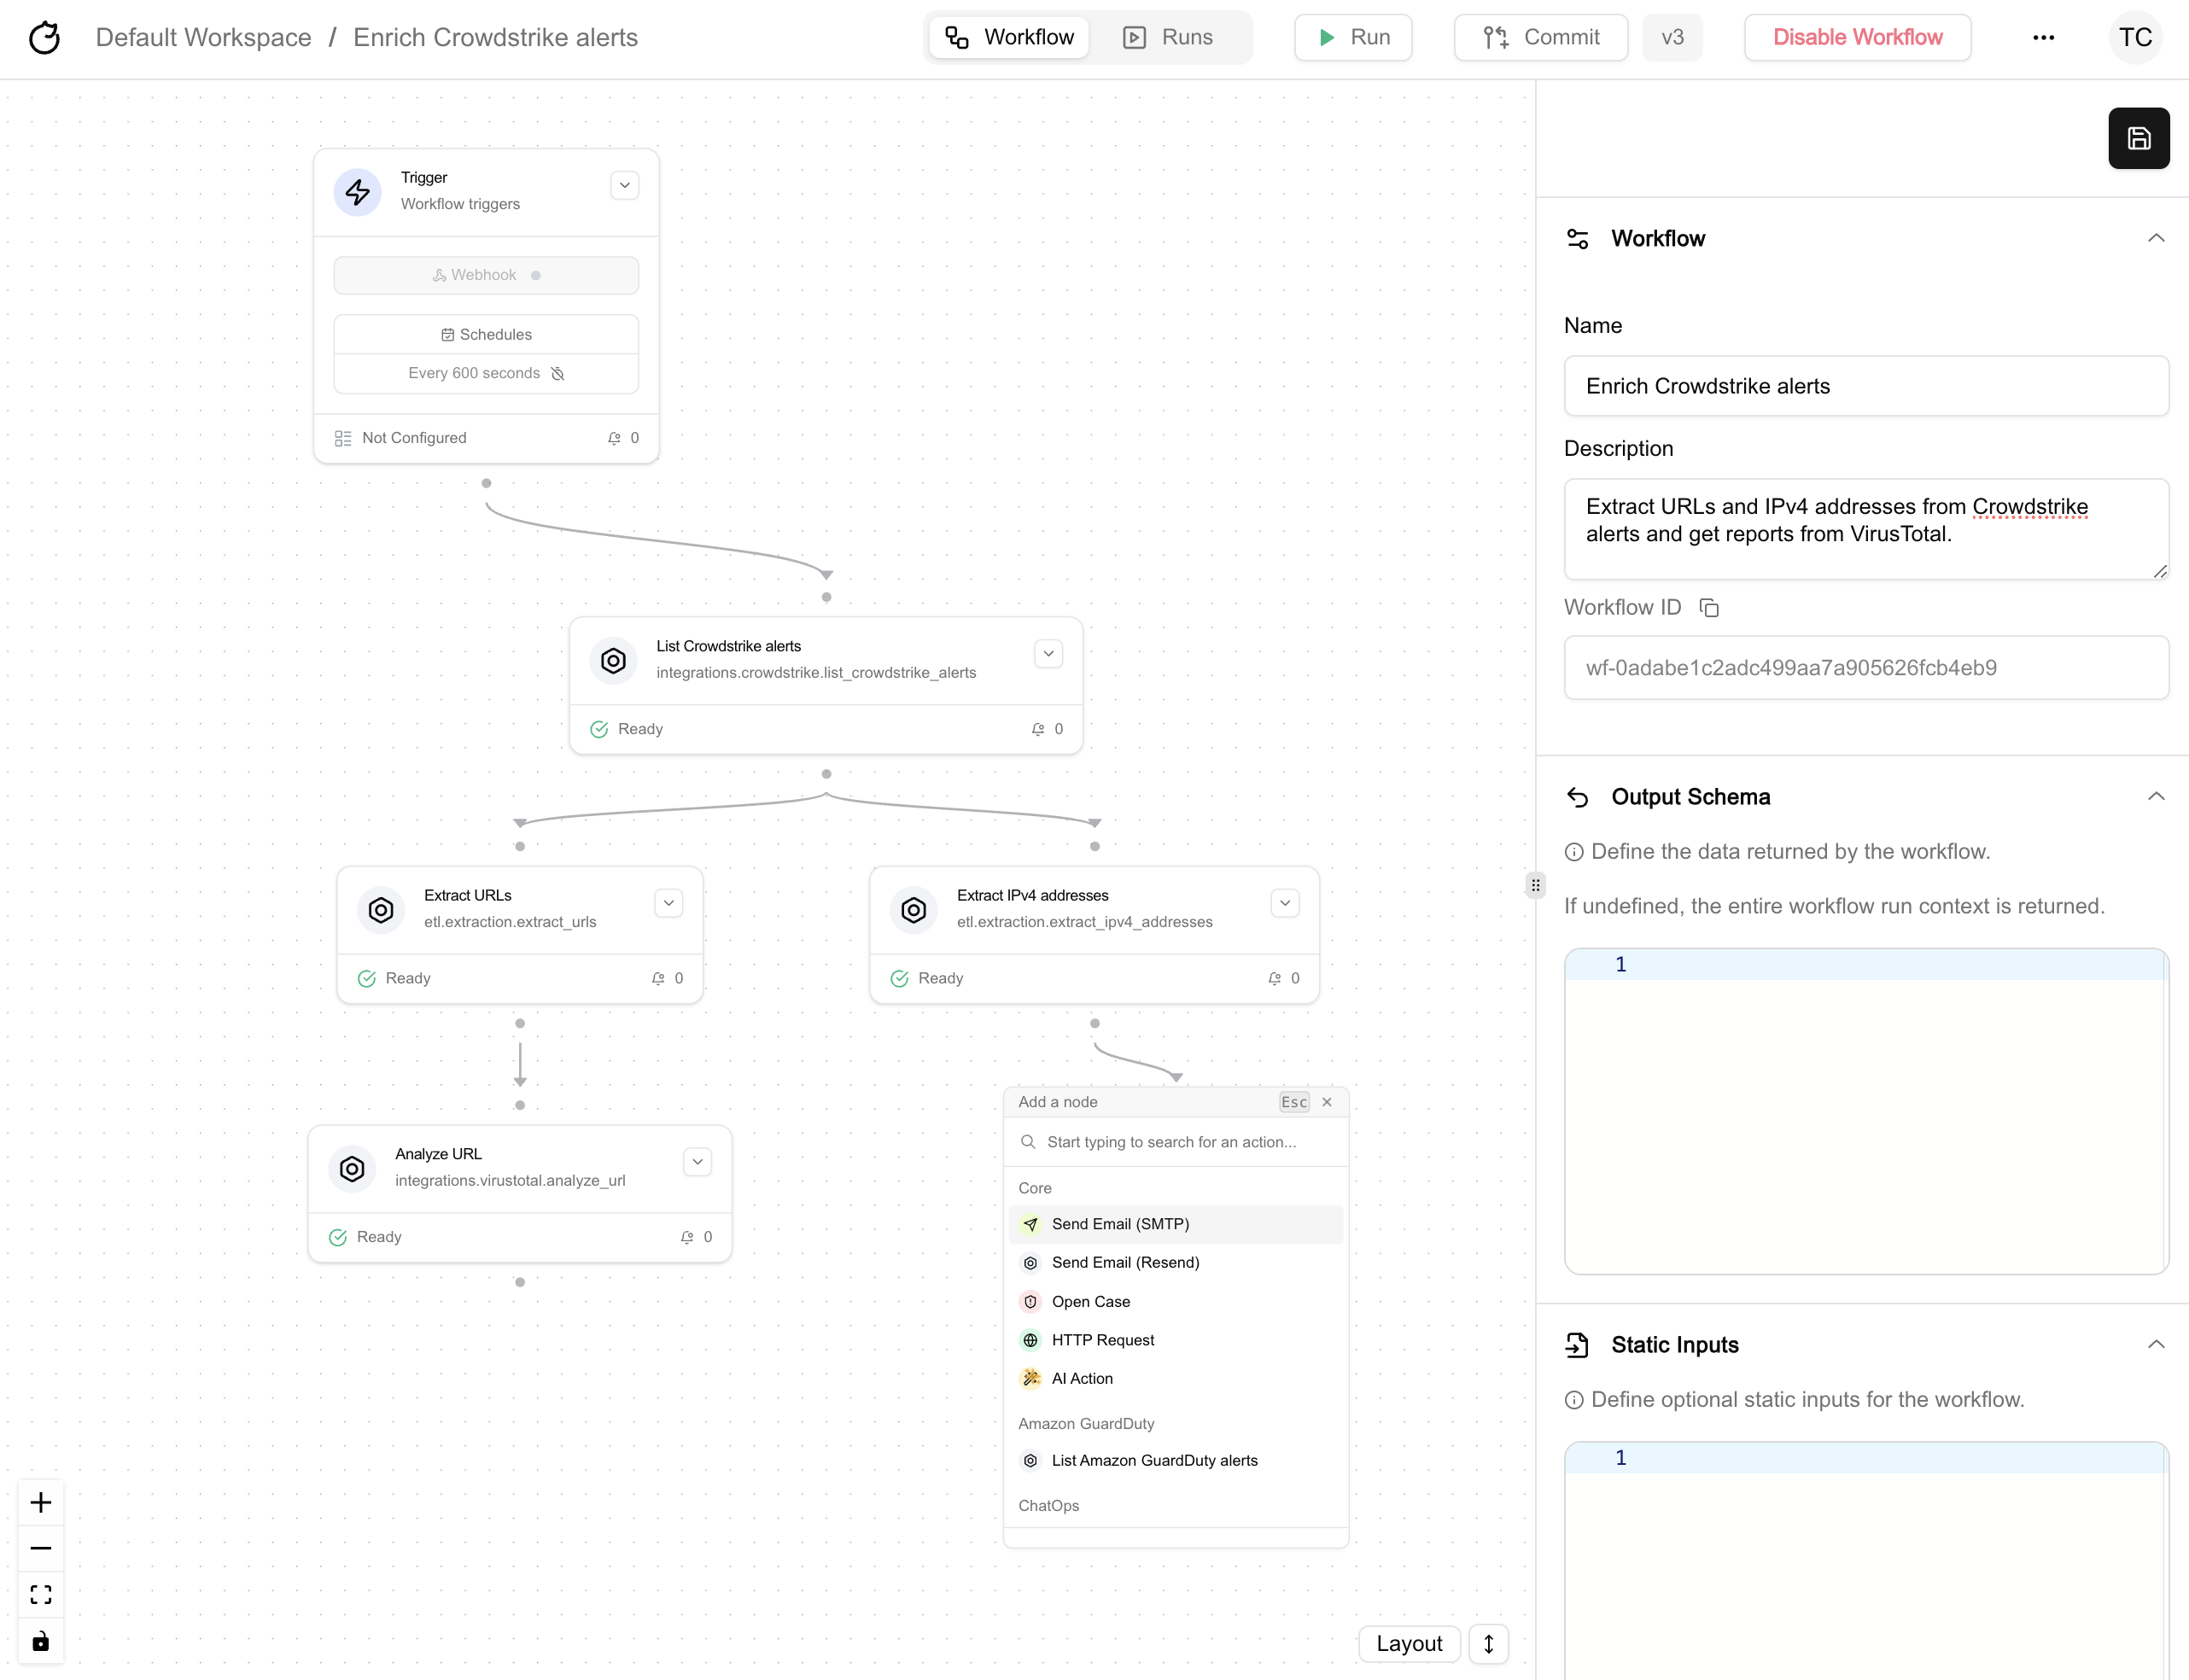 Default Workspace / Enrich Crowdstrike alerts
Workflow
Runs
Run
Commit
v3
Disable Workflow
TC
Trigger
Workflow triggers
Webhook
Schedules
Every 600 seconds
Not Configured
0
List Crowdstrike alerts
integrations.crowdstrike.list_crowdstrike_alerts
Ready
0
Extract URLs
etl.extraction.extract_urls
Ready
0
Extract IPv4 addresses
etl.extraction.extract_ipv4_addresses
Ready
0
Analyze URL
integrations.virustotal.analyze_url
Ready
0
Add a node
Esc
Start typing to search for an action...
Core
Send Email (SMTP)
Send Email (Resend)
Open Case
HTTP Request
AI Action
Amazon GuardDuty
List Amazon GuardDuty alerts
ChatOps
Layout
Workflow
Name
Enrich Crowdstrike alerts
Description
Extract URLs and IPv4 addresses from Crowdstrike
alerts and get reports from VirusTotal.
Workflow ID
wf-0adabe1c2adc499aa7a905626fcb4eb9
Output Schema
Define the data returned by the workflow.
If undefined, the entire workflow run context is returned.
1
Static Inputs
Define optional static inputs for the workflow.
1